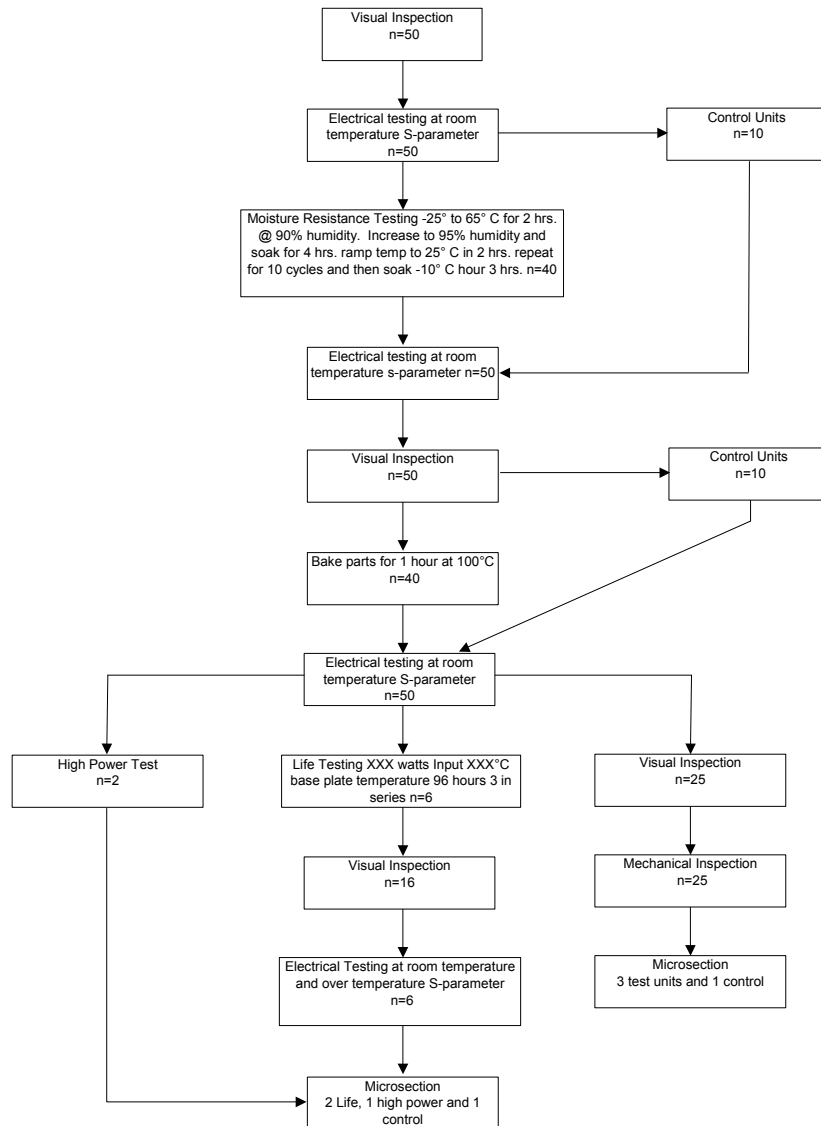 Visual Inspection
n=50
Electrical testing at room
temperature S-parameter
n=50
Control Units
n=10
Moisture Resistance Testing -25° to 65° C for 2 hrs.
@ 90% humidity.  Increase to 95% humidity and
soak for 4 hrs. ramp temp to 25° C in 2 hrs. repeat
for 10 cycles and then soak -10° C hour 3 hrs. n=40
Electrical testing at room
temperature s-parameter n=50
Visual Inspection
n=50
Control Units
n=10
Bake parts for 1 hour at 100°C
n=40
Electrical testing at room
temperature S-parameter
n=50
High Power Test
n=2
Life Testing XXX watts Input XXX°C
base plate temperature 96 hours 3 in
series n=6
Visual Inspection
n=25
Visual Inspection
n=16
Mechanical Inspection
n=25
Electrical Testing at room temperature
and over temperature S-parameter
n=6
Microsection
3 test units and 1 control
Microsection
2 Life, 1 high power and 1
control